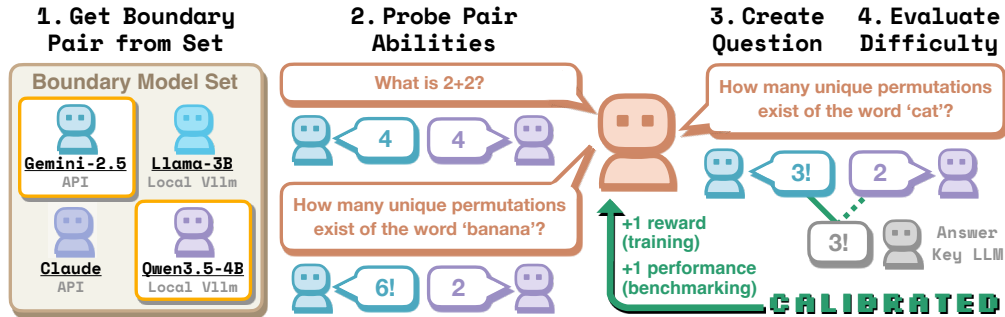 1. Get Boundary
Pair from Set
Boundary Model Set
Gemini-2.5
API
Llama-3B
Local Vllm
Claude
API
Qwen3.5-4B
Local Vllm
2. Probe Pair
Abilities
What is 2+2?
4
4
How many unique permutations
exist of the word ‘banana’?
6!
2
3. Create
Question
4. Evaluate
Difficulty
How many unique permutations
exist of the word ‘cat’?
3!
2
3!
Answer
Key LLM
+1 reward
(training)
+1 performance
(benchmarking)
CALIBRATED